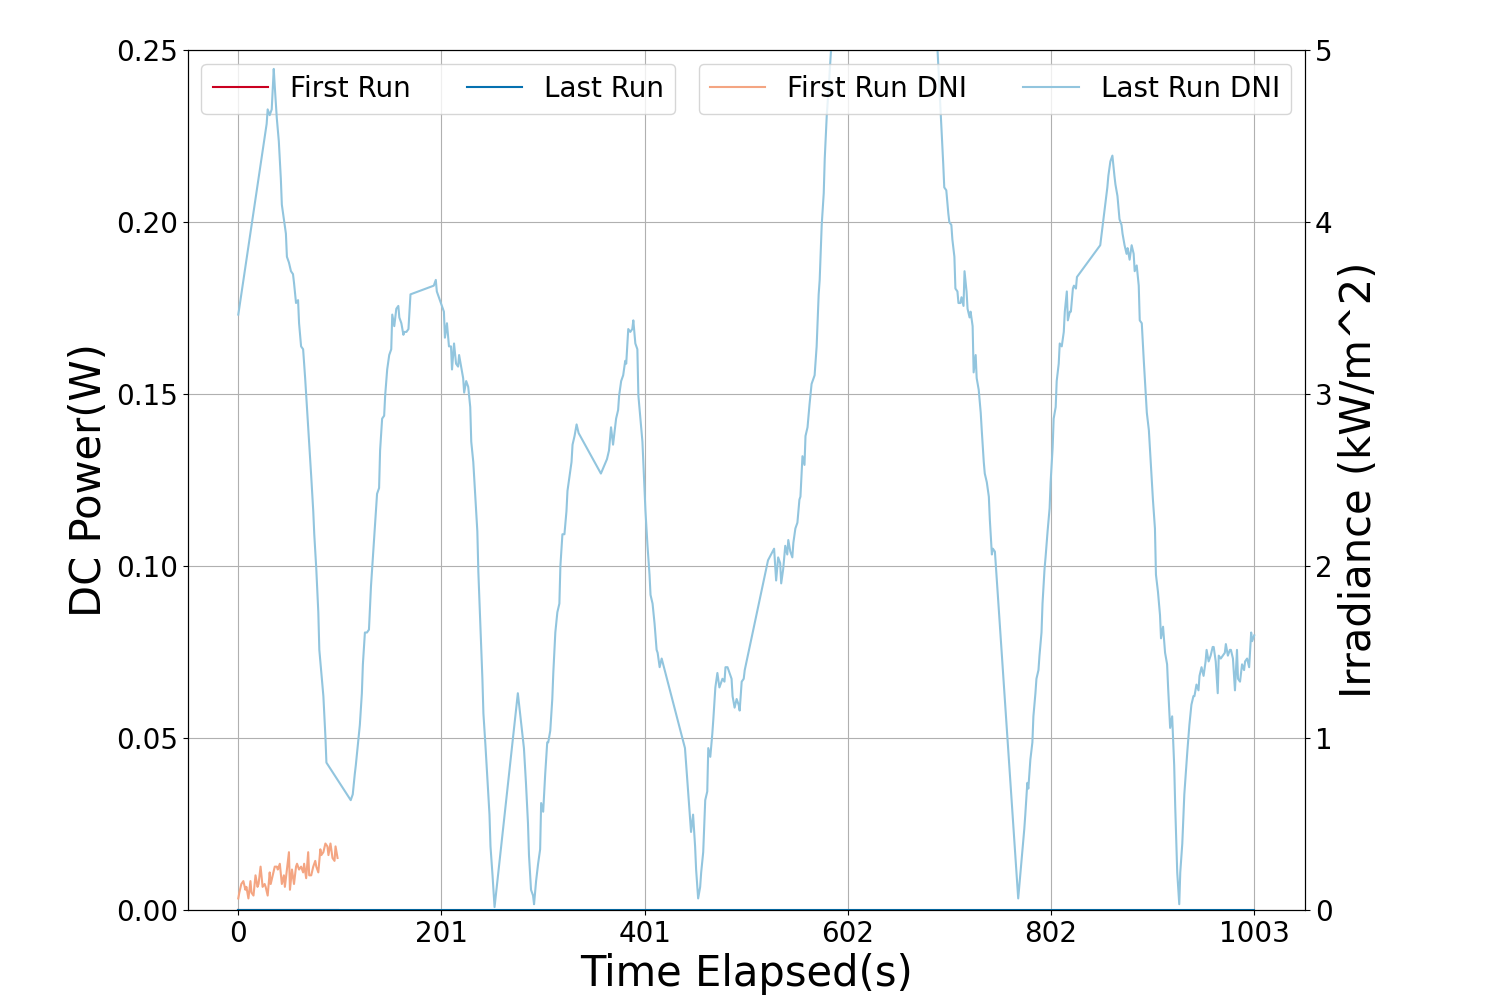 First Run
Last Run
First Run DNI
Last Run DNI
DC Power(W)
0.25
0.20
0.15
0.10
0.05
0.00
5
4
3
2
1
0
Irradiance (kW/m^2)
0
201
401
602
802
1003
Time Elapsed(s)